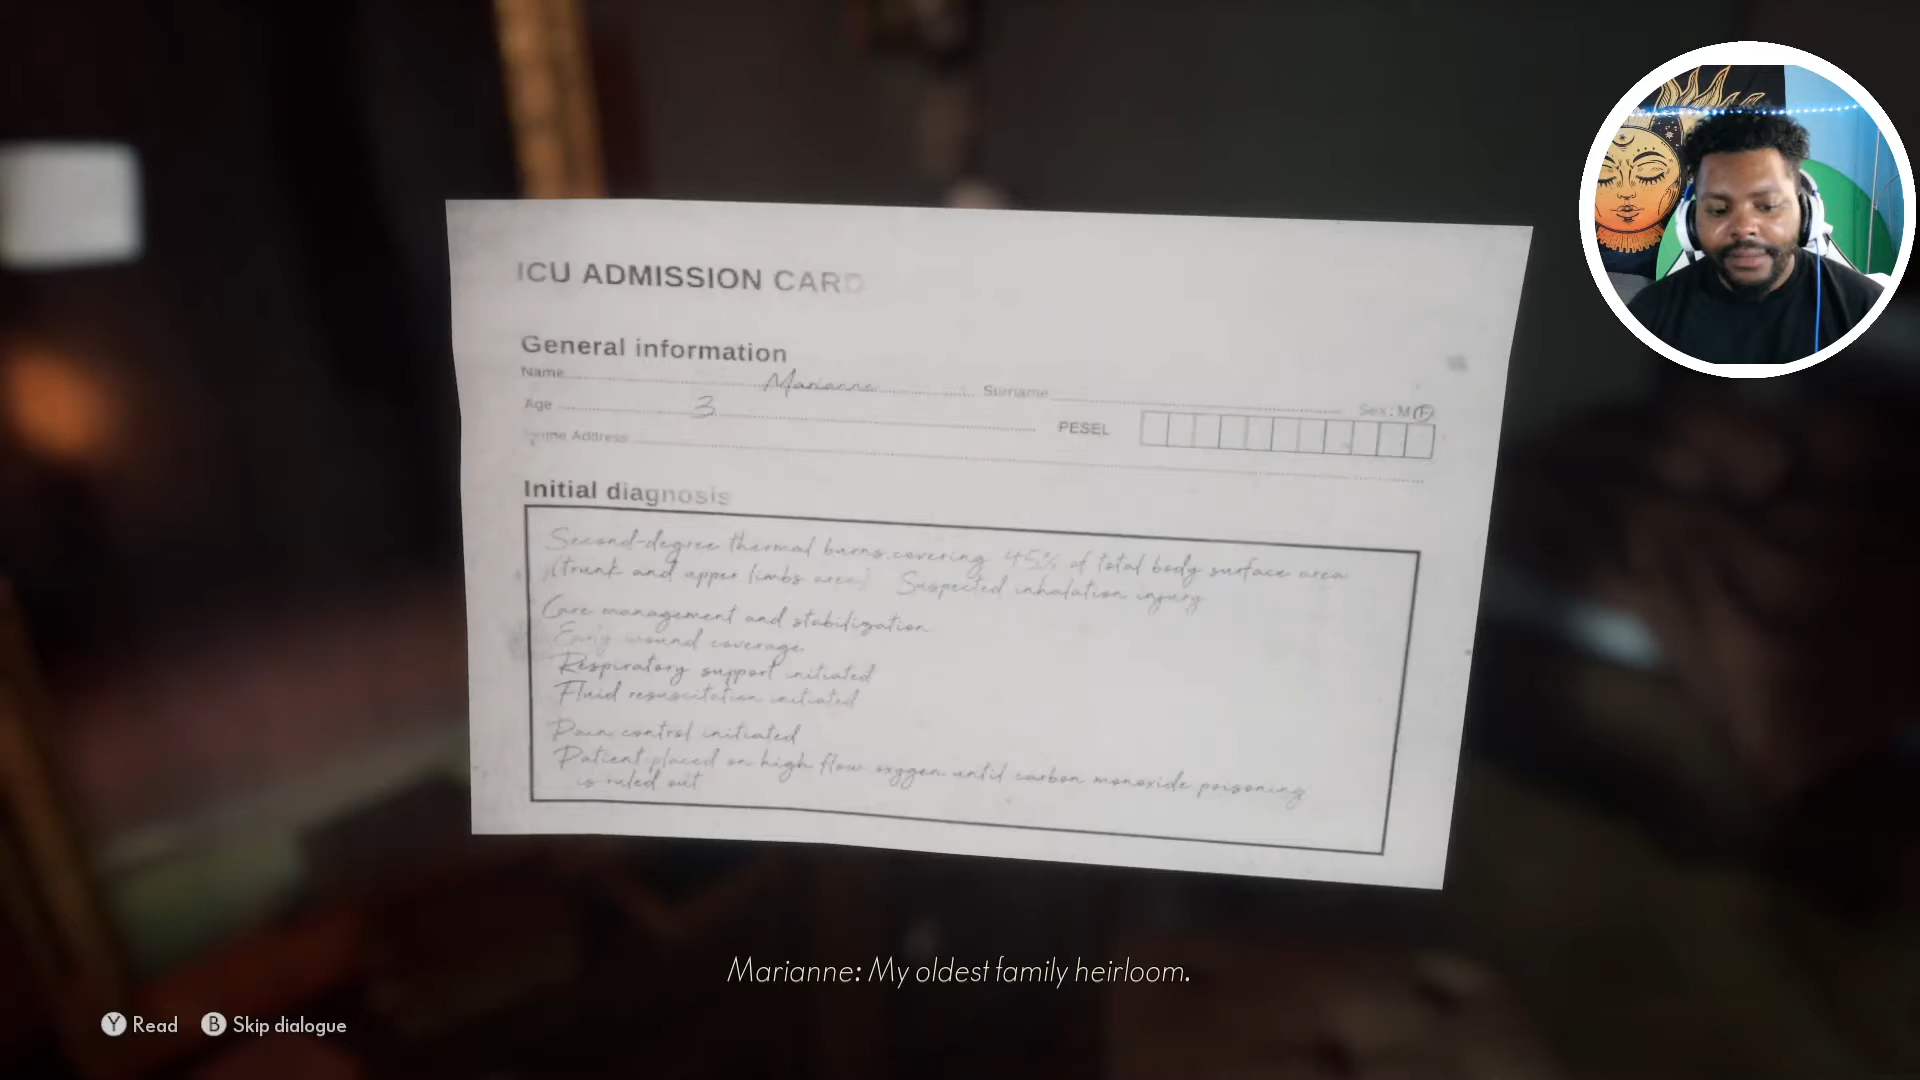 ICU ADMISSION CARD
General information
Name Marianne Surname Sex: M F
Age 3 PESEL
Home Address
Initial diagnosis
Second-degree thermal burns covering 45% of total body surface area
(trunk and upper limbs area) Suspected inhalation injury
Care management and stabilization
Early wound coverage
Respiratory support initiated
Fluid resuscitation initiated
Pain control initiated
Patient placed on high flow oxygen until carbon monoxide poisoning
is ruled out
Marianne: My oldest family heirloom.
Y Read B Skip dialogue